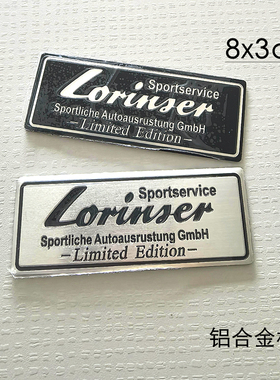 8x3c
Sportservice
Lorinser
Sportliche Autoausrustung GmbH
-Limited Edition-
Sportservice
Lorinser
Sportliche Autoausrustung GmbH
-Limited Edition-
铝合金